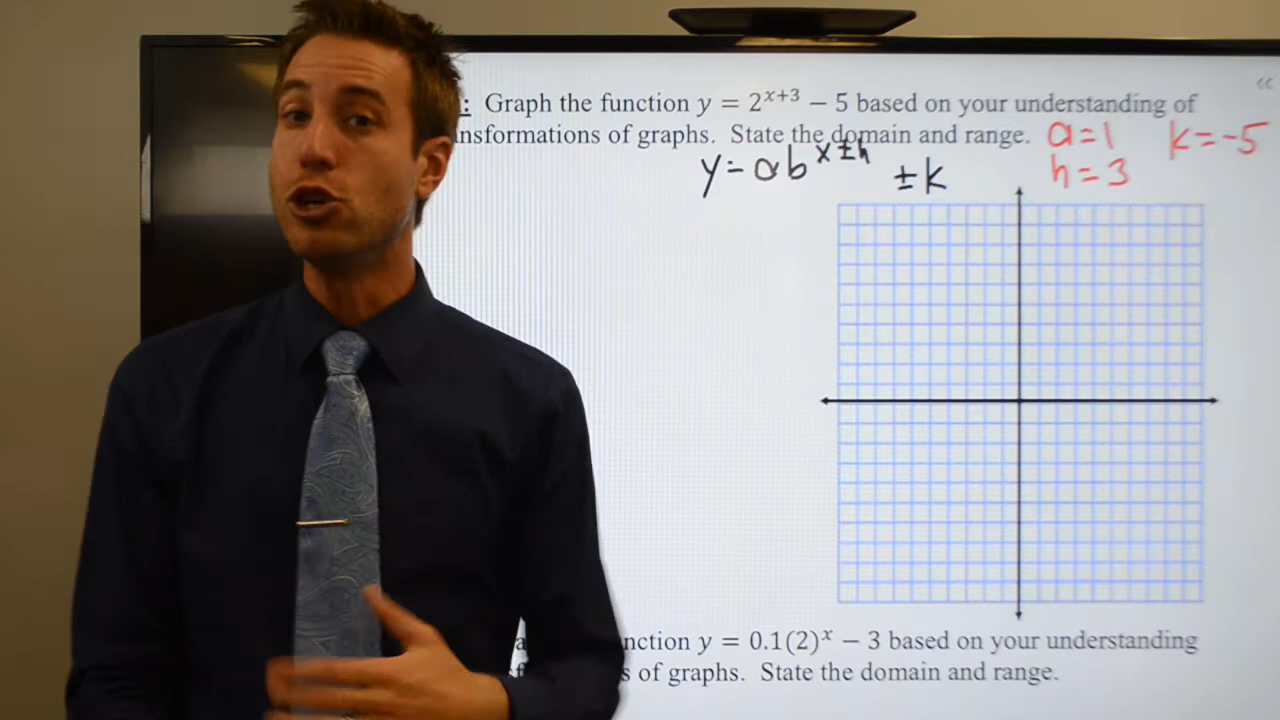 : Graph the function y = 2^{x+3} − 5 based on your understanding of
nsformations of graphs. State the domain and range. a=1 k=-5
y=ab^{x±h} ±k h=3
nction y = 0.1(2)^x − 3 based on your understanding
s of graphs. State the domain and range.